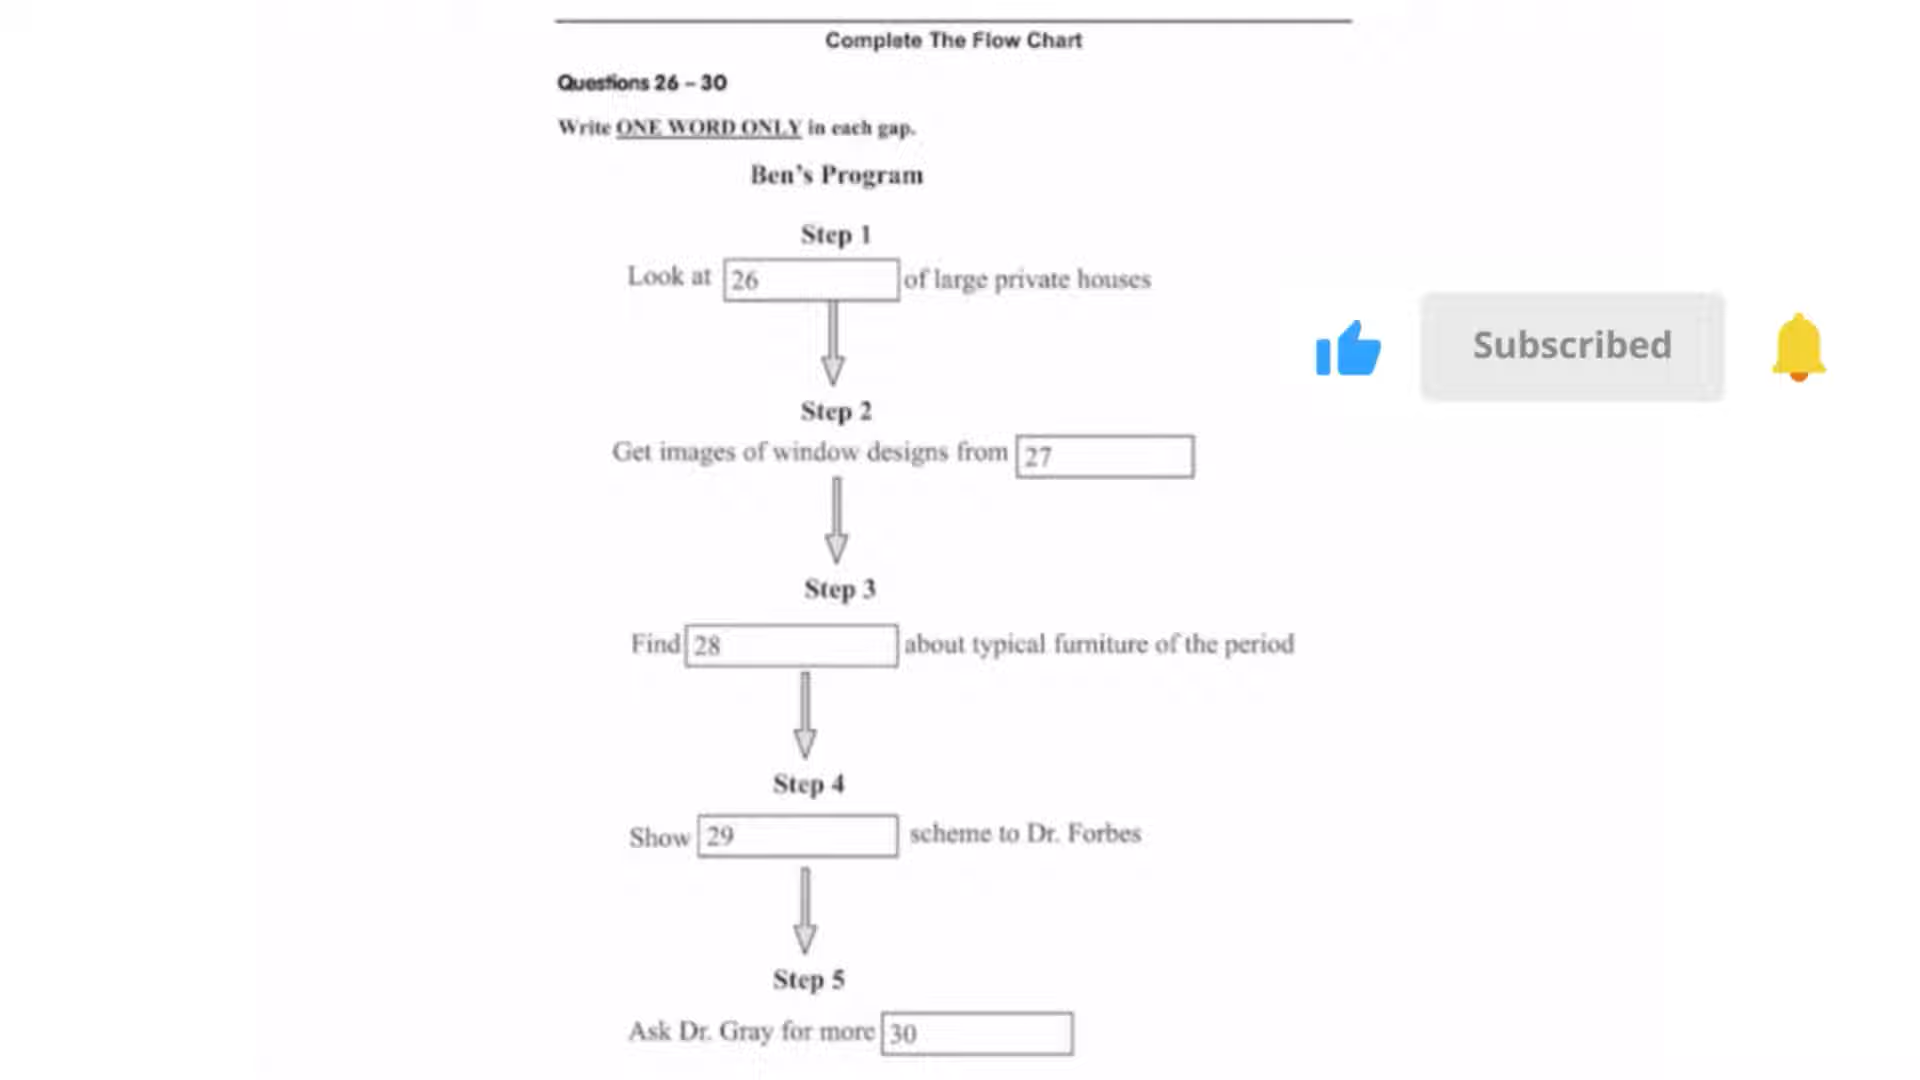 Complete The Flow Chart
Questions 26 – 30
Write ONE WORD ONLY in each gap.
Ben's Program
Step 1
Look at 26 of large private houses
Subscribed
Step 2
Get images of window designs from 27
Step 3
Find 28 about typical furniture of the period
Step 4
Show 29 scheme to Dr. Forbes
Step 5
Ask Dr. Gray for more 30